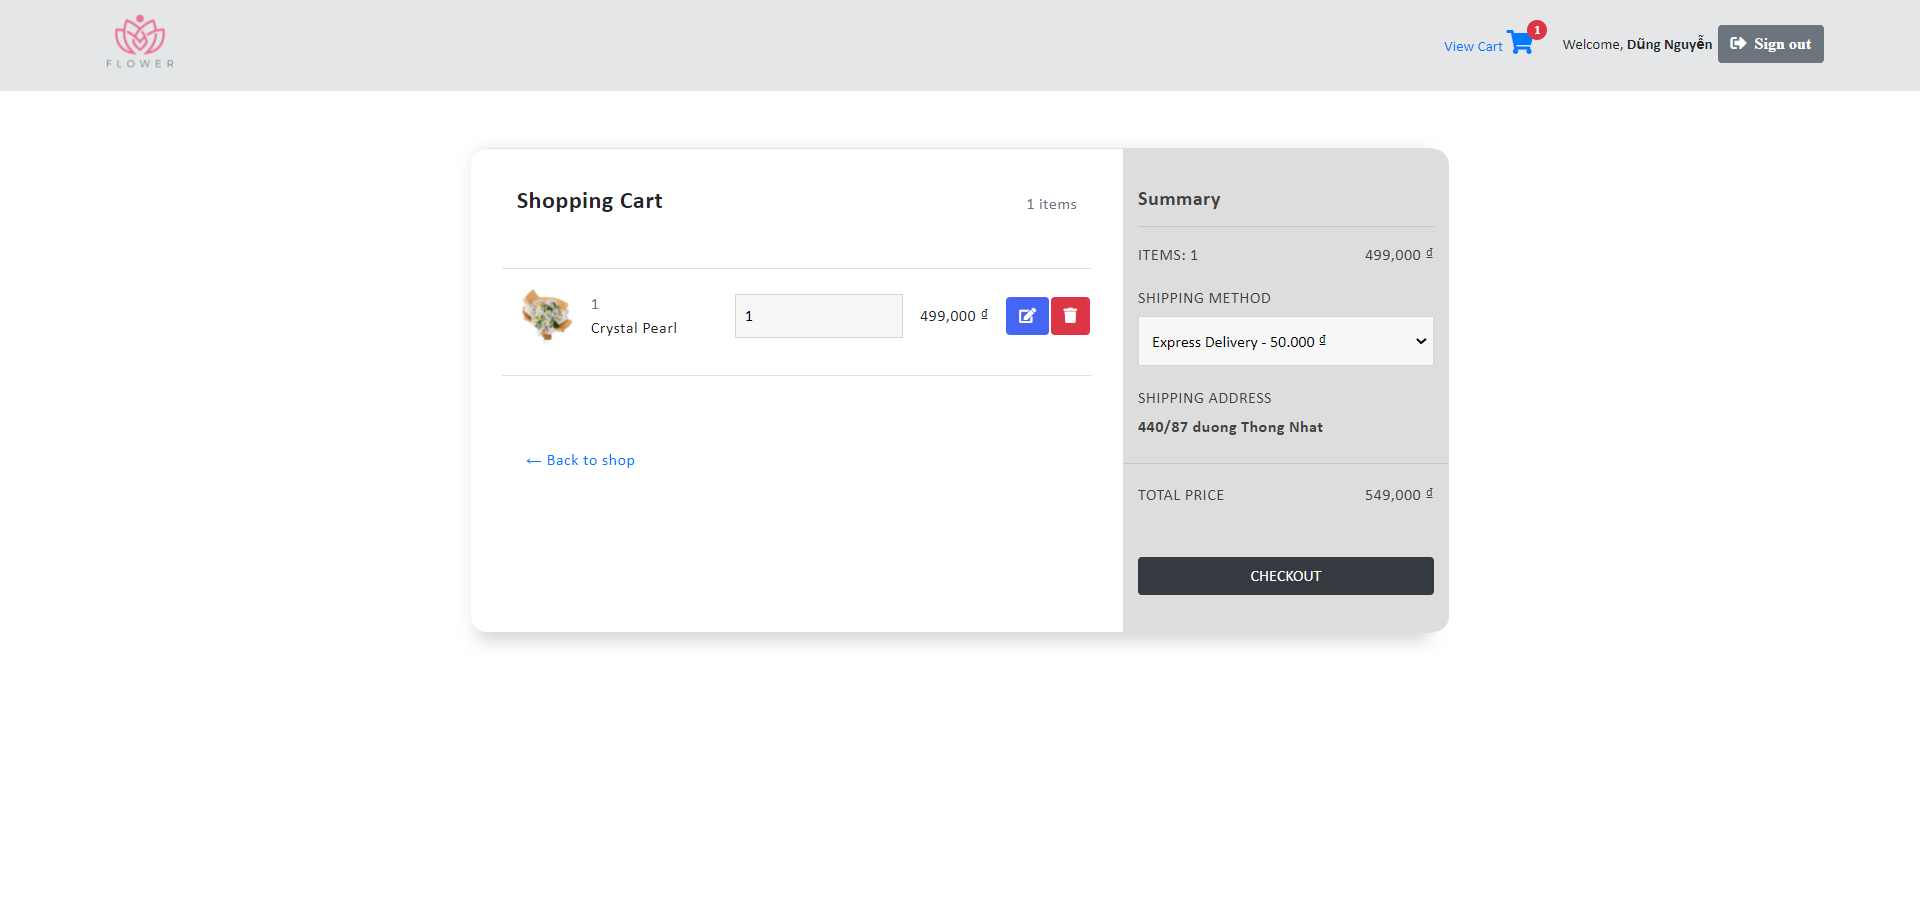 FLOWER
View Cart
1
Welcome, Dũng Nguyễn
Sign out
Shopping Cart
1 items
1
Crystal Pearl
1
499,000 ₫
← Back to shop
Summary
ITEMS: 1
499,000 ₫
SHIPPING METHOD
Express Delivery - 50.000 ₫
SHIPPING ADDRESS
440/87 duong Thong Nhat
TOTAL PRICE
549,000 ₫
CHECKOUT